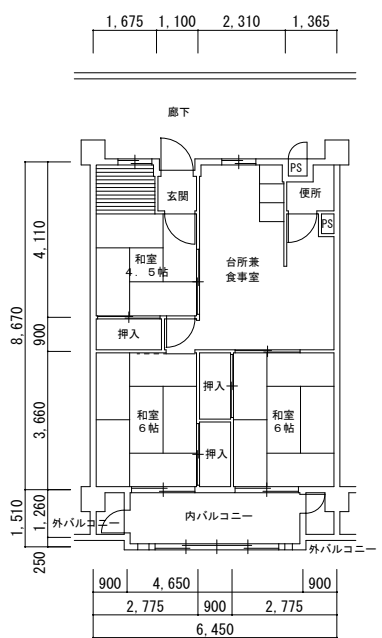 1,675 1,100 2,310 1,365
廊下
PS
玄関
便所
PS
和室
4．5帖
台所兼
食事室
押入
押入
和室
6帖
和室
6帖
押入
内バルコニー
外バルコニー
外バルコニー
4,110
900
3,660
8,670
1,260
1,510
250
900 4,650 900
2,775 900 2,775
6,450